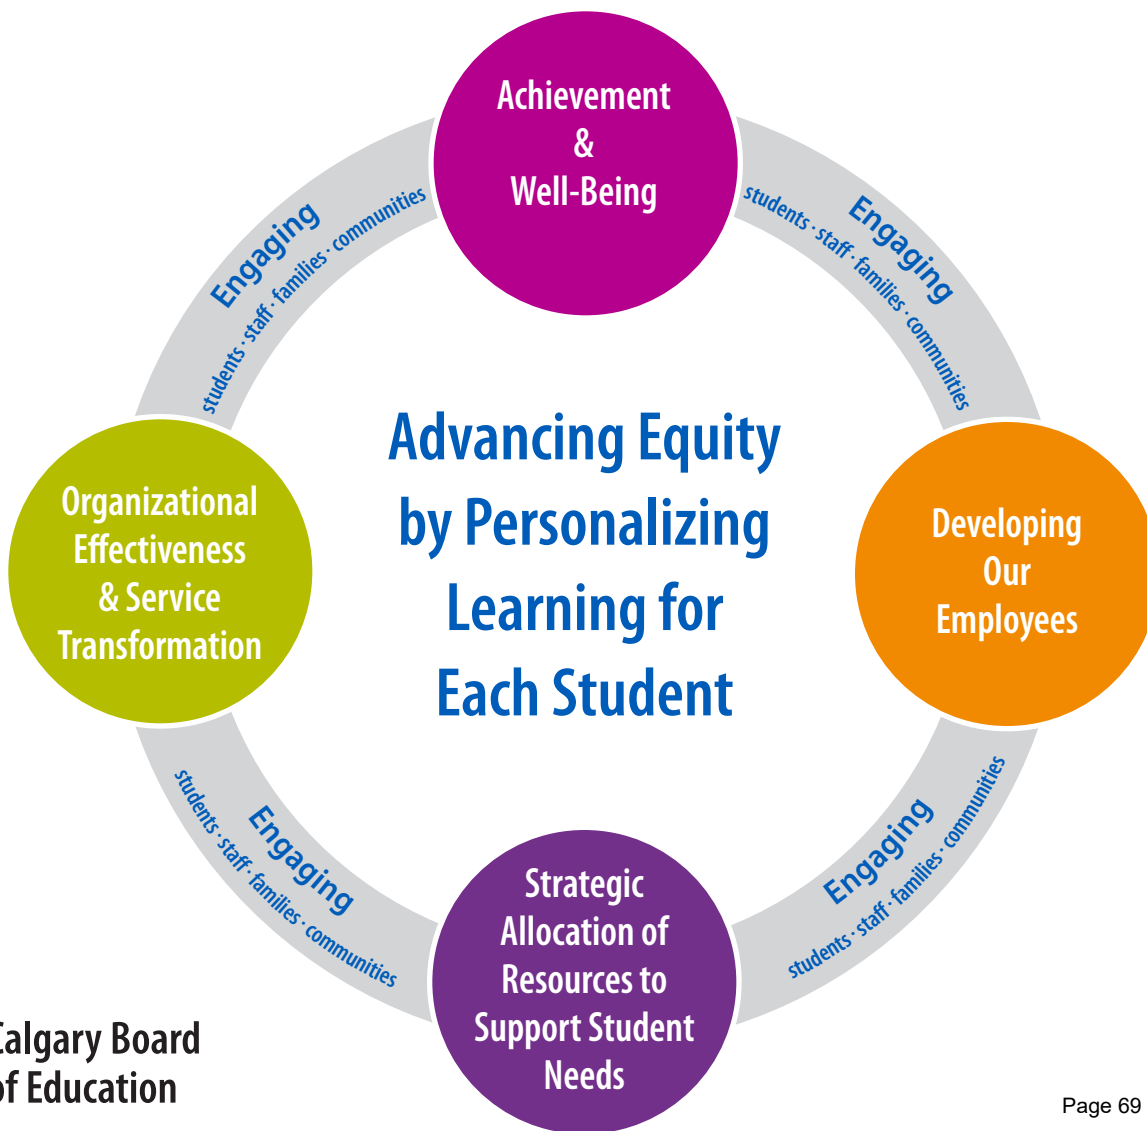 Achievement
&
Well-Being
Engaging
students · staff · families · communities
Engaging
students · staff · families · communities
Organizational
Effectiveness
& Service
Transformation
Advancing Equity
by Personalizing
Learning for
Each Student
Developing
Our
Employees
Engaging
students · staff · families · communities
Engaging
students · staff · families · communities
Strategic
Allocation of
Resources to
Support Student
Needs
Calgary Board
of Education
Page 69